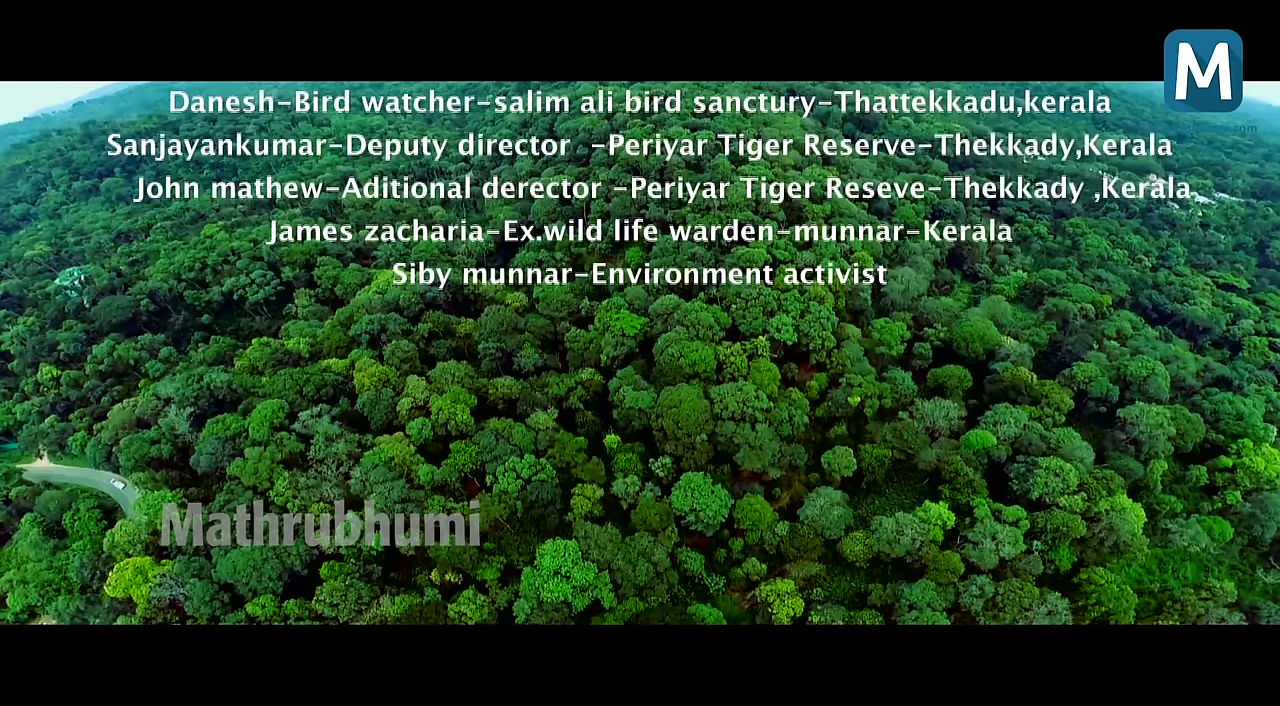 M
Danesh-Bird watcher-salim ali bird sanctury-Thattekkadu,kerala
Sanjayankumar-Deputy director -Periyar Tiger Reserve-Thekkady,Kerala
John mathew-Aditional derector -Periyar Tiger Reseve-Thekkady ,Kerala
James zacharia-Ex.wild life warden-munnar-Kerala
Siby munnar-Environment activist
Mathrubhumi